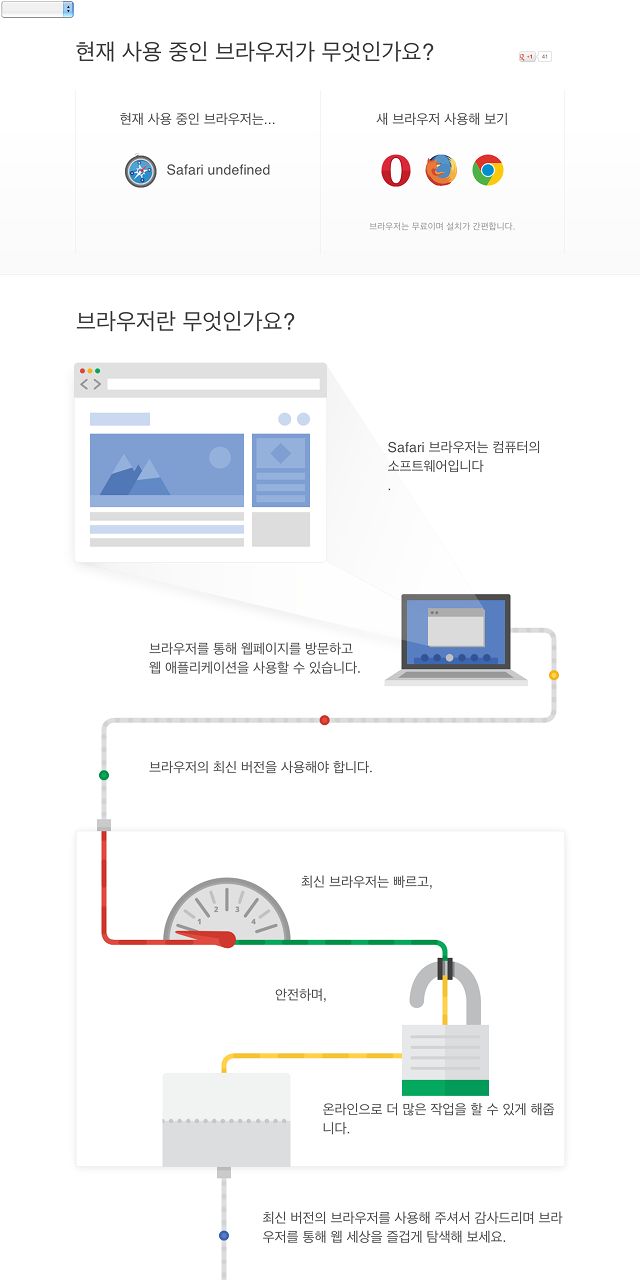 현재 사용 중인 브라우저가 무엇인가요?
+1 41
현재 사용 중인 브라우저는...
새 브라우저 사용해 보기
Safari undefined
브라우저는 무료이며 설치가 간편합니다.
브라우저란 무엇인가요?
Safari 브라우저는 컴퓨터의
소프트웨어입니다
.
브라우저를 통해 웹페이지를 방문하고
웹 애플리케이션을 사용할 수 있습니다.
브라우저의 최신 버전을 사용해야 합니다.
최신 브라우저는 빠르고,
1 2 3 4
안전하며,
온라인으로 더 많은 작업을 할 수 있게 해줍
니다.
최신 버전의 브라우저를 사용해 주셔서 감사드리며 브라
우저를 통해 웹 세상을 즐겁게 탐색해 보세요.